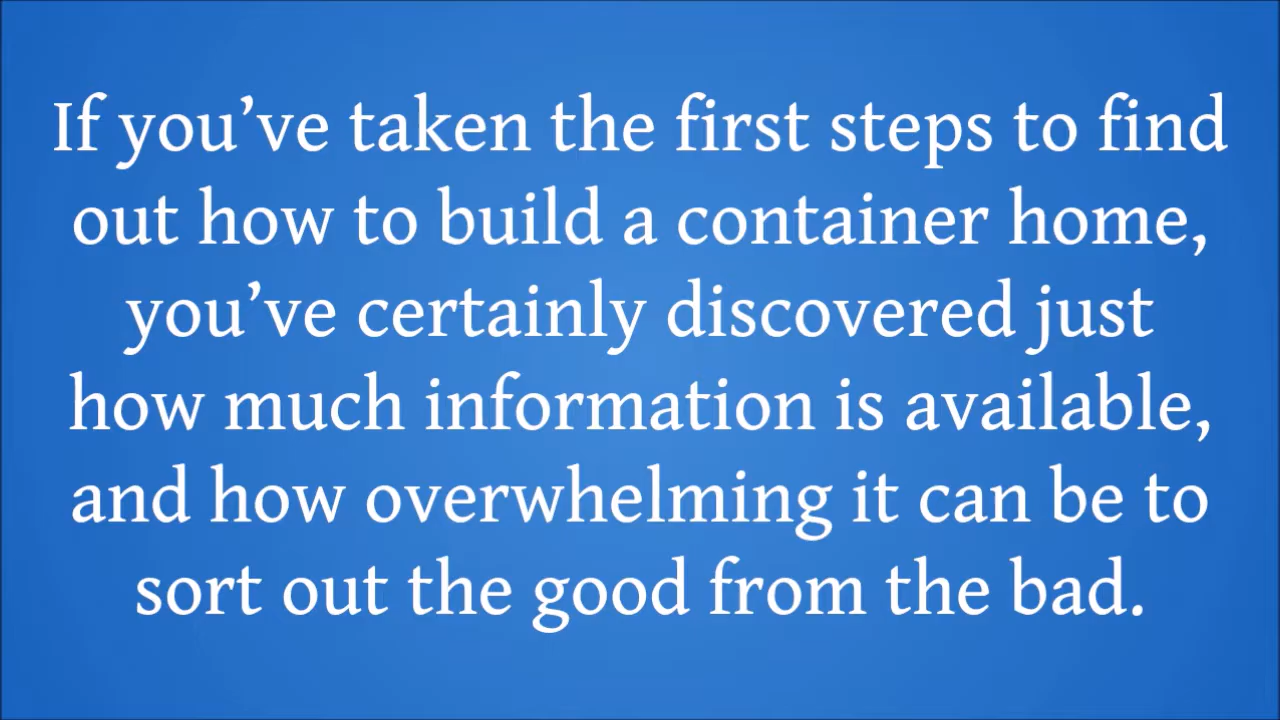 If you’ve taken the first steps to find
out how to build a container home,
you’ve certainly discovered just
how much information is available,
and how overwhelming it can be to
sort out the good from the bad.